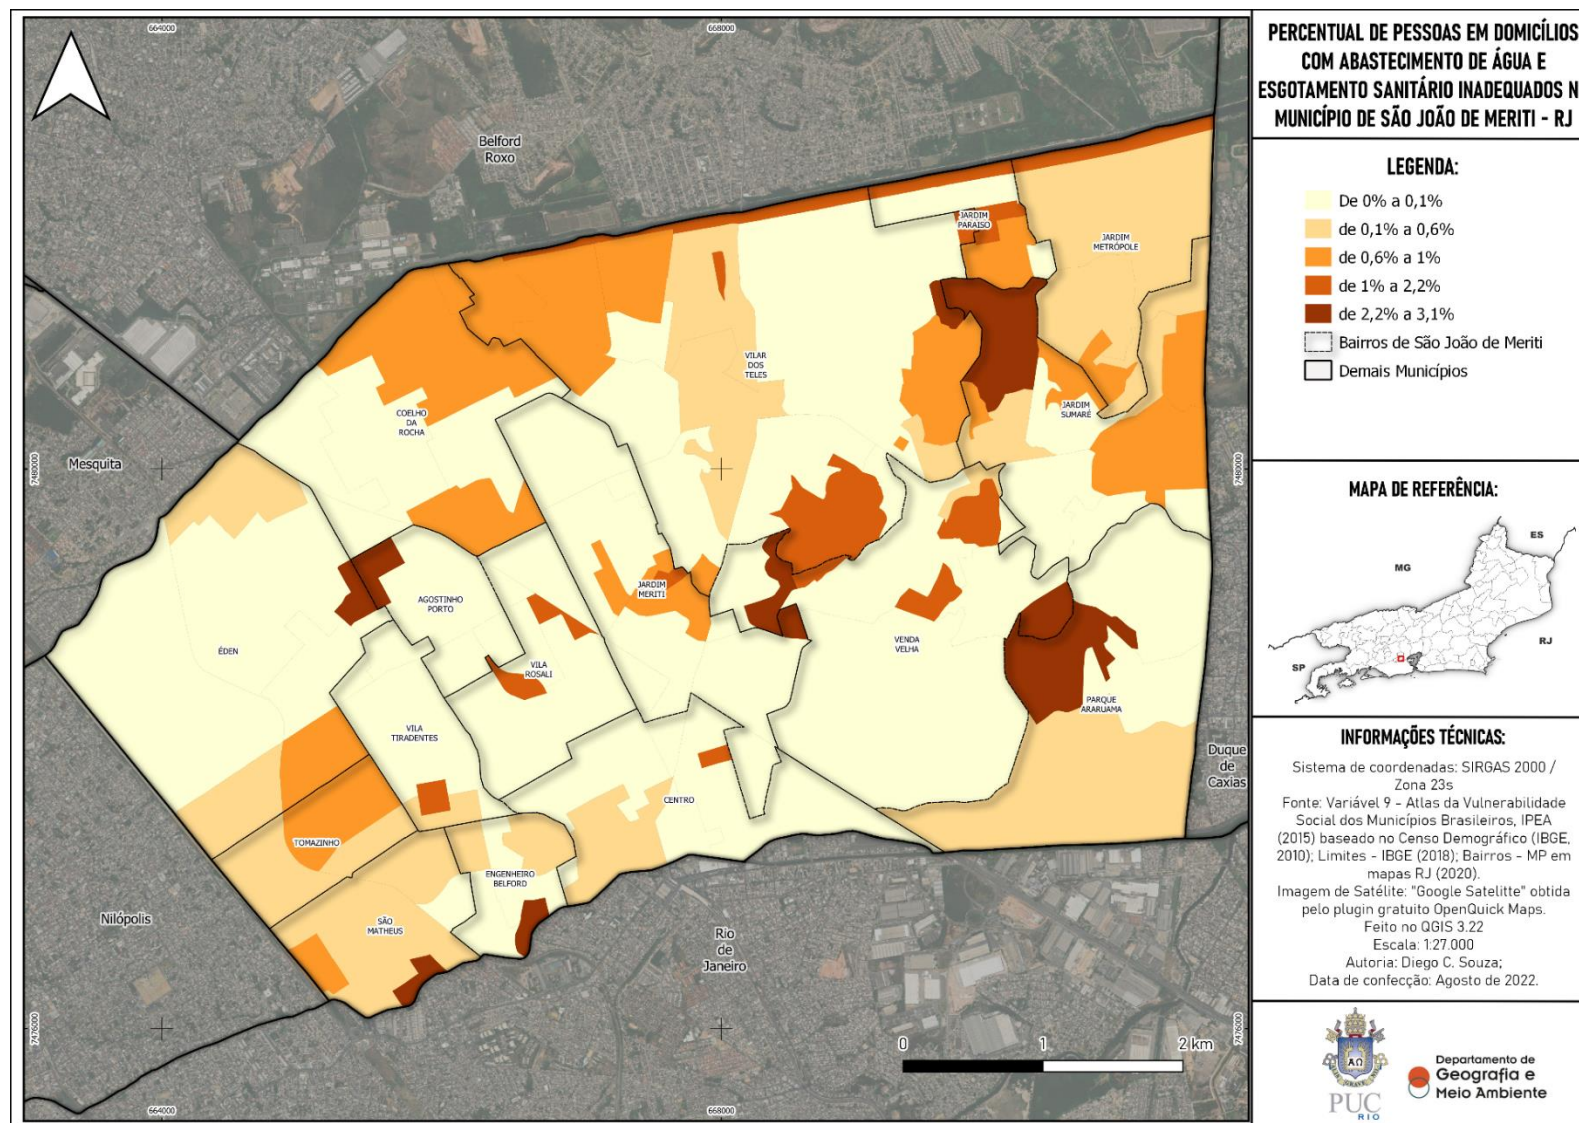 PERCENTUAL DE PESSOAS EM DOMICÍLIOS
COM ABASTECIMENTO DE ÁGUA E
ESGOTAMENTO SANITÁRIO INADEQUADOS N
MUNICÍPIO DE SÃO JOÃO DE MERITI - RJ
LEGENDA:
De 0% a 0,1%
de 0,1% a 0,6%
de 0,6% a 1%
de 1% a 2,2%
de 2,2% a 3,1%
Bairros de São João de Meriti
Demais Municípios
MAPA DE REFERÊNCIA:
ES
MG
RJ
SP
INFORMAÇÕES TÉCNICAS:
Sistema de coordenadas: SIRGAS 2000 /
Zona 23s
Fonte: Variável 9 - Atlas da Vulnerabilidade
Social dos Municípios Brasileiros, IPEA
(2015) baseado no Censo Demográfico (IBGE,
2010); Limites - IBGE (2018); Bairros - MP em
mapas RJ (2020).
Imagem de Satélite: "Google Satelitte" obtida
pelo plugin gratuito OpenQuick Maps.
Feito no QGIS 3.22
Escala: 1:27.000
Autoria: Diego C. Souza;
Data de confecção: Agosto de 2022.
PUC
RIO
Departamento de
Geografia e
Meio Ambiente
664000
668000
Belford
Roxo
JARDIM
PARAISO
JARDIM
METRÓPOLE
VILAR
DOS
TELES
COELHO
DA
ROCHA
JARDIM
SUMARÉ
Mesquita
7480000
7480000
JARDIM
MERITI
AGOSTINHO
PORTO
ÉDEN
VILA
ROSALI
VENDA
VELHA
PARQUE
ARARUAMA
VILA
TIRADENTES
Duque
de
Caxias
CENTRO
TOMAZINHO
ENGENHEIRO
BELFORD
Nilópolis
SÃO
MATHEUS
Rio
de
Janeiro
7476000
7476000
0
1
2 km
664000
668000